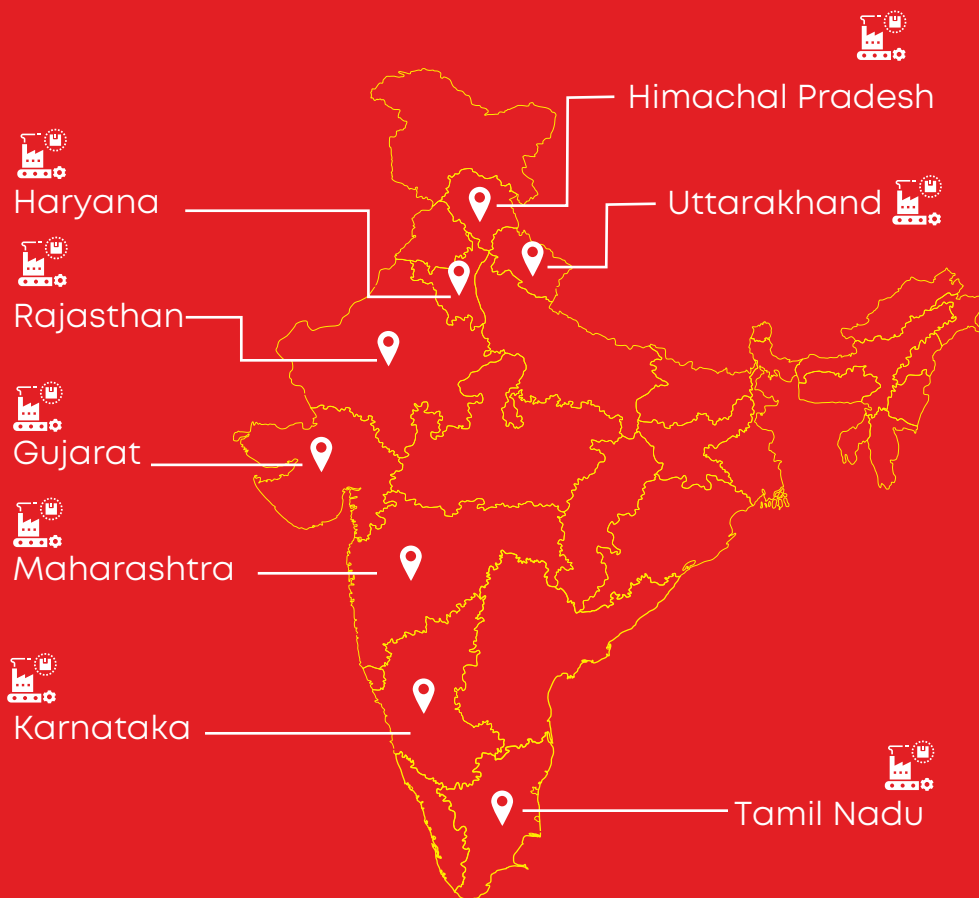 Himachal Pradesh
Haryana
Uttarakhand
Rajasthan
Gujarat
Maharashtra
Karnataka
Tamil Nadu